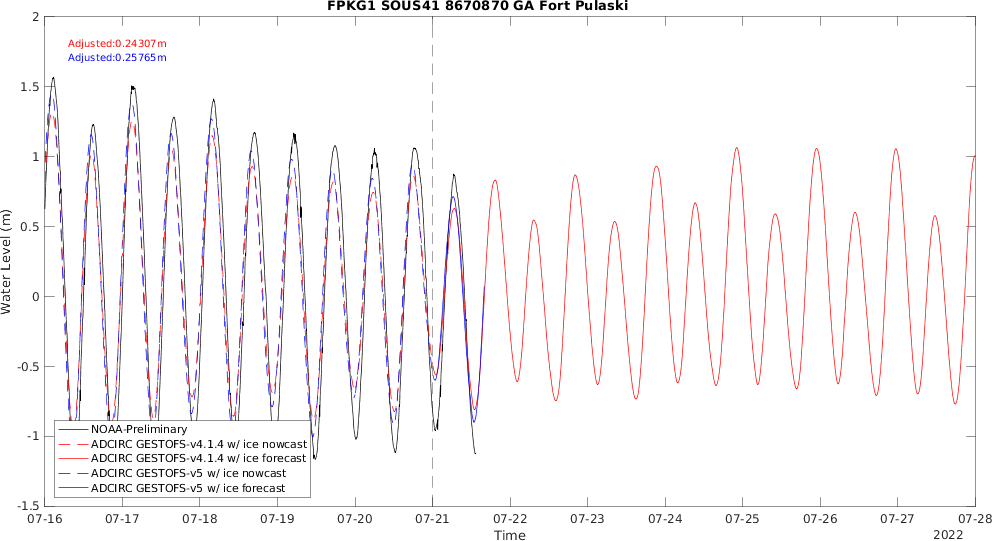 FPKG1 SOUS41 8670870 GA Fort Pulaski
2
Adjusted:0.24307m
Adjusted:0.25765m
1.5
1
0.5
0
-0.5
-1
-1.5
Water Level (m)
NOAA-Preliminary
ADCIRC GESTOFS-v4.1.4 w/ ice nowcast
ADCIRC GESTOFS-v4.1.4 w/ ice forecast
ADCIRC GESTOFS-v5 w/ ice nowcast
ADCIRC GESTOFS-v5 w/ ice forecast
07-16 07-17 07-18 07-19 07-20 07-21 07-22 07-23 07-24 07-25 07-26 07-27 07-28
Time
2022